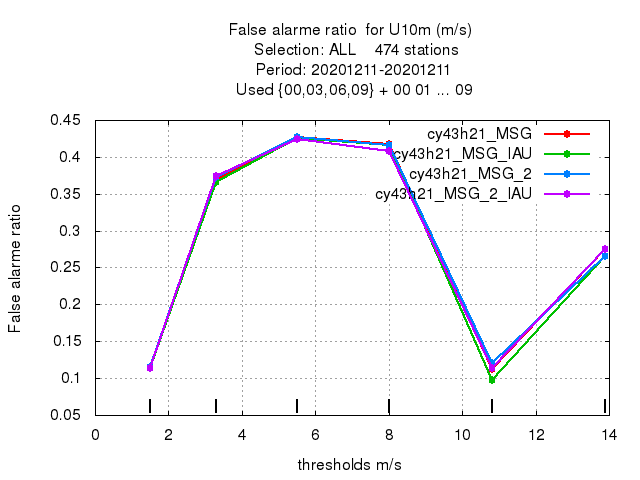 False alarme ratio  for U10m (m/s)
Selection: ALL    474 stations
Period: 20201211-20201211
Used {00,03,06,09} + 00 01 ... 09
cy43h21_MSG
cy43h21_MSG_IAU
cy43h21_MSG_2
cy43h21_MSG_2_IAU
False alarme ratio
0.45
0.4
0.35
0.3
0.25
0.2
0.15
0.1
0.05
0 2 4 6 8 10 12 14
thresholds m/s